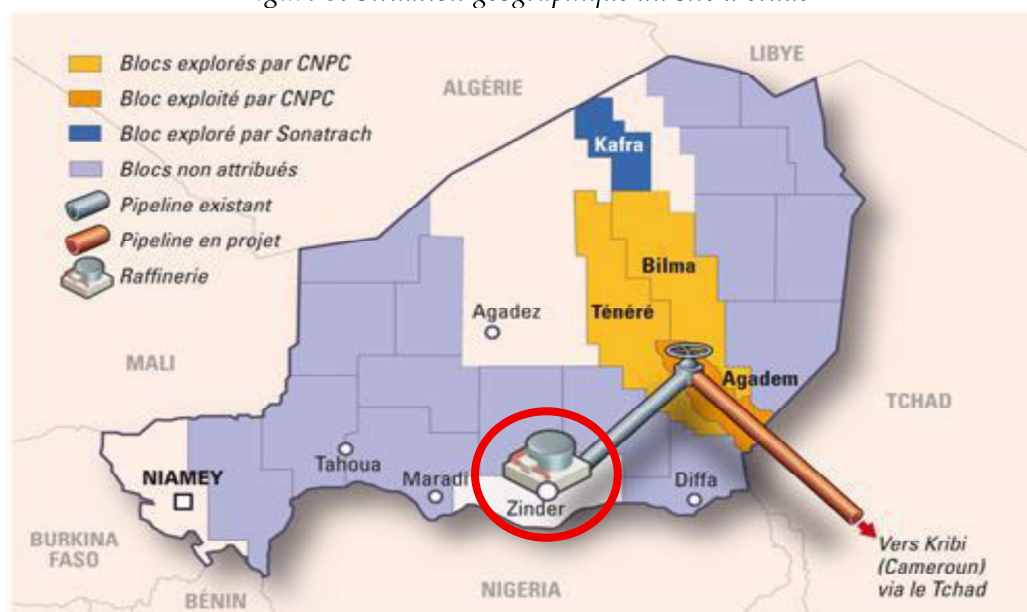 Blocs explorés par CNPC
Bloc exploité par CNPC
Bloc exploré par Sonatrach
Blocs non attribués
Pipeline existant
Pipeline en projet
Raffinerie
LIBYE
ALGÉRIE
Kafra
Bilma
Ténéré
Agadez
MALI
Agadem
TCHAD
Tahoua
NIAMEY
Maradi
Zinder
Diffa
BURKINA
FASO
BÉNIN
NIGERIA
Vers Kribi
(Cameroun)
via le Tchad